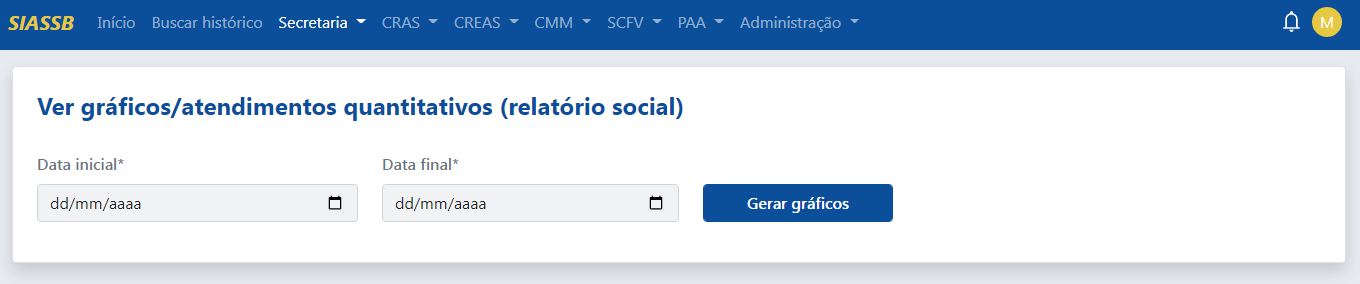 SIASSB Início Buscar histórico Secretaria CRAS CREAS CMM SCFV PAA Administração M
Ver gráficos/atendimentos quantitativos (relatório social)
Data inicial* Data final*
dd/mm/aaaa dd/mm/aaaa Gerar gráficos